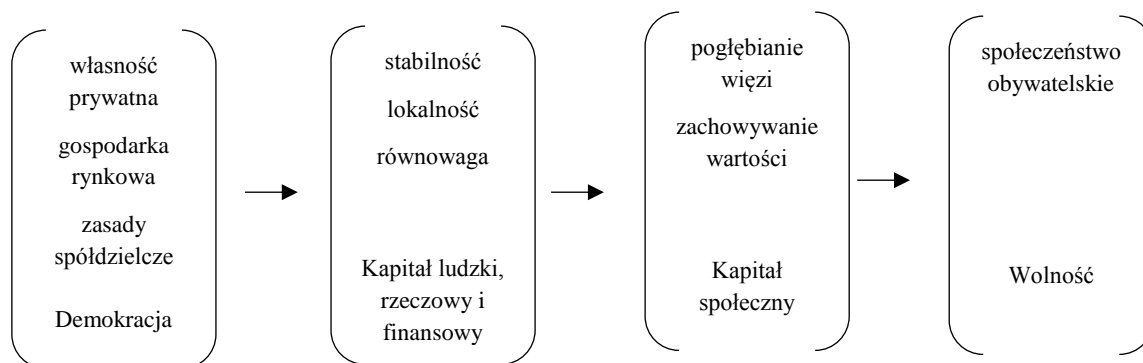 własność
prywatna
gospodarka
rynkowa
zasady
spółdzielcze
Demokracja
stabilność
lokalność
równowaga
Kapitał ludzki,
rzeczowy i
finansowy
pogłębianie
więzi
zachowywanie
wartości
Kapitał
społeczny
społeczeństwo
obywatelskie
Wolność